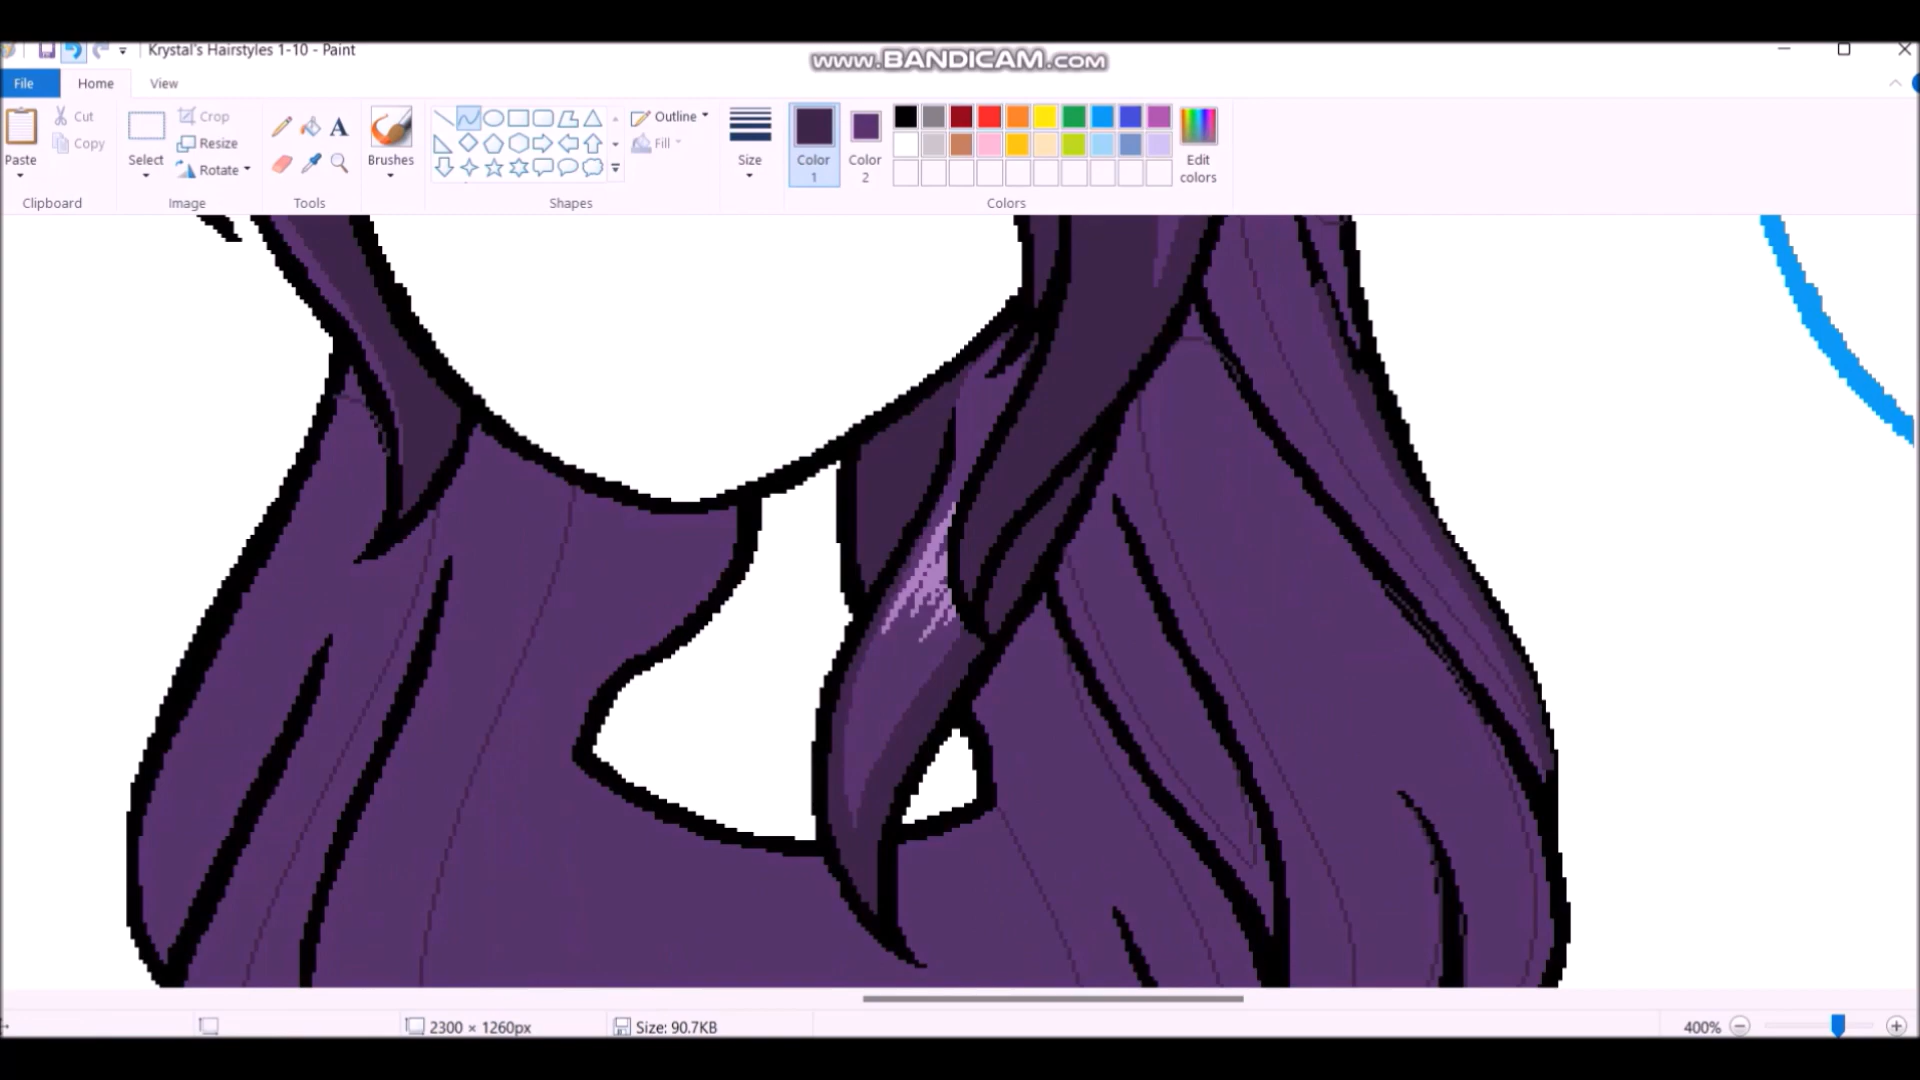 Krystal's Hairstyles 1-10 - Paint
www.BANDICAM.com
File Home View
Paste
Cut
Copy
Clipboard
Select
Crop
Resize
Rotate
Image
A
Tools
Brushes
Outline
Fill
Shapes
Size
Color 1
Color 2
Edit colors
Colors
2300 × 1260px
Size: 90.7KB
400%